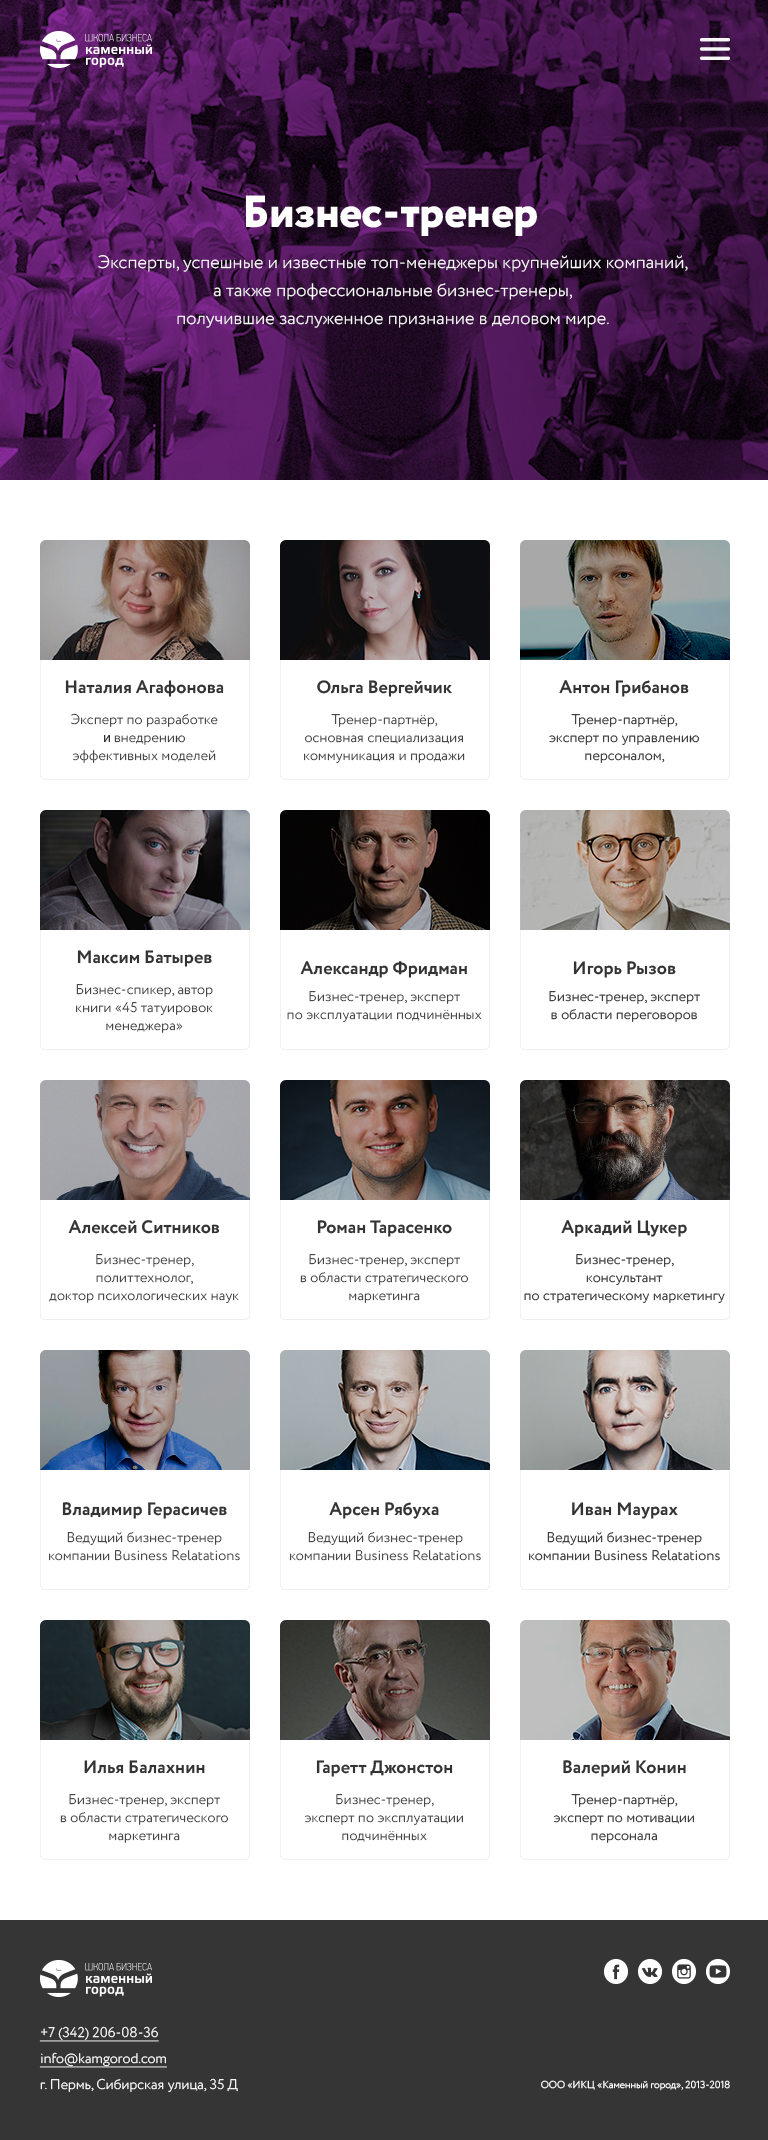 ШКОЛА БИЗНЕСА
каменный
город
Бизнес-тренер
Эксперты, успешные и известные топ-менеджеры крупнейших компаний,
а также профессиональные бизнес-тренеры,
получившие заслуженное признание в деловом мире.
Наталия Агафонова
Эксперт по разработке
и внедрению
эффективных моделей
Ольга Вергейчик
Тренер-партнёр,
основная специализация
коммуникация и продажи
Антон Грибанов
Тренер-партнёр,
эксперт по управлению
персоналом,
Максим Батырев
Бизнес-спикер, автор
книги «45 татуировок
менеджера»
Александр Фридман
Бизнес-тренер, эксперт
по эксплуатации подчинённых
Игорь Рызов
Бизнес-тренер, эксперт
в области переговоров
Алексей Ситников
Бизнес-тренер,
политтехнолог,
доктор психологических наук
Роман Тарасенко
Бизнес-тренер, эксперт
в области стратегического
маркетинга
Аркадий Цукер
Бизнес-тренер,
консультант
по стратегическому маркетингу
Владимир Герасичев
Ведущий бизнес-тренер
компании Business Relatations
Арсен Рябуха
Ведущий бизнес-тренер
компании Business Relatations
Иван Маурах
Ведущий бизнес-тренер
компании Business Relatations
Илья Балахнин
Бизнес-тренер, эксперт
в области стратегического
маркетинга
Гаретт Джонстон
Бизнес-тренер,
эксперт по эксплуатации
подчинённых
Валерий Конин
Тренер-партнёр,
эксперт по мотивации
персонала
ШКОЛА БИЗНЕСА
каменный
город
+7 (342) 206-08-36
info@kamgorod.com
г. Пермь, Сибирская улица, 35 Д
ООО «ИКЦ «Каменный город», 2013-2018